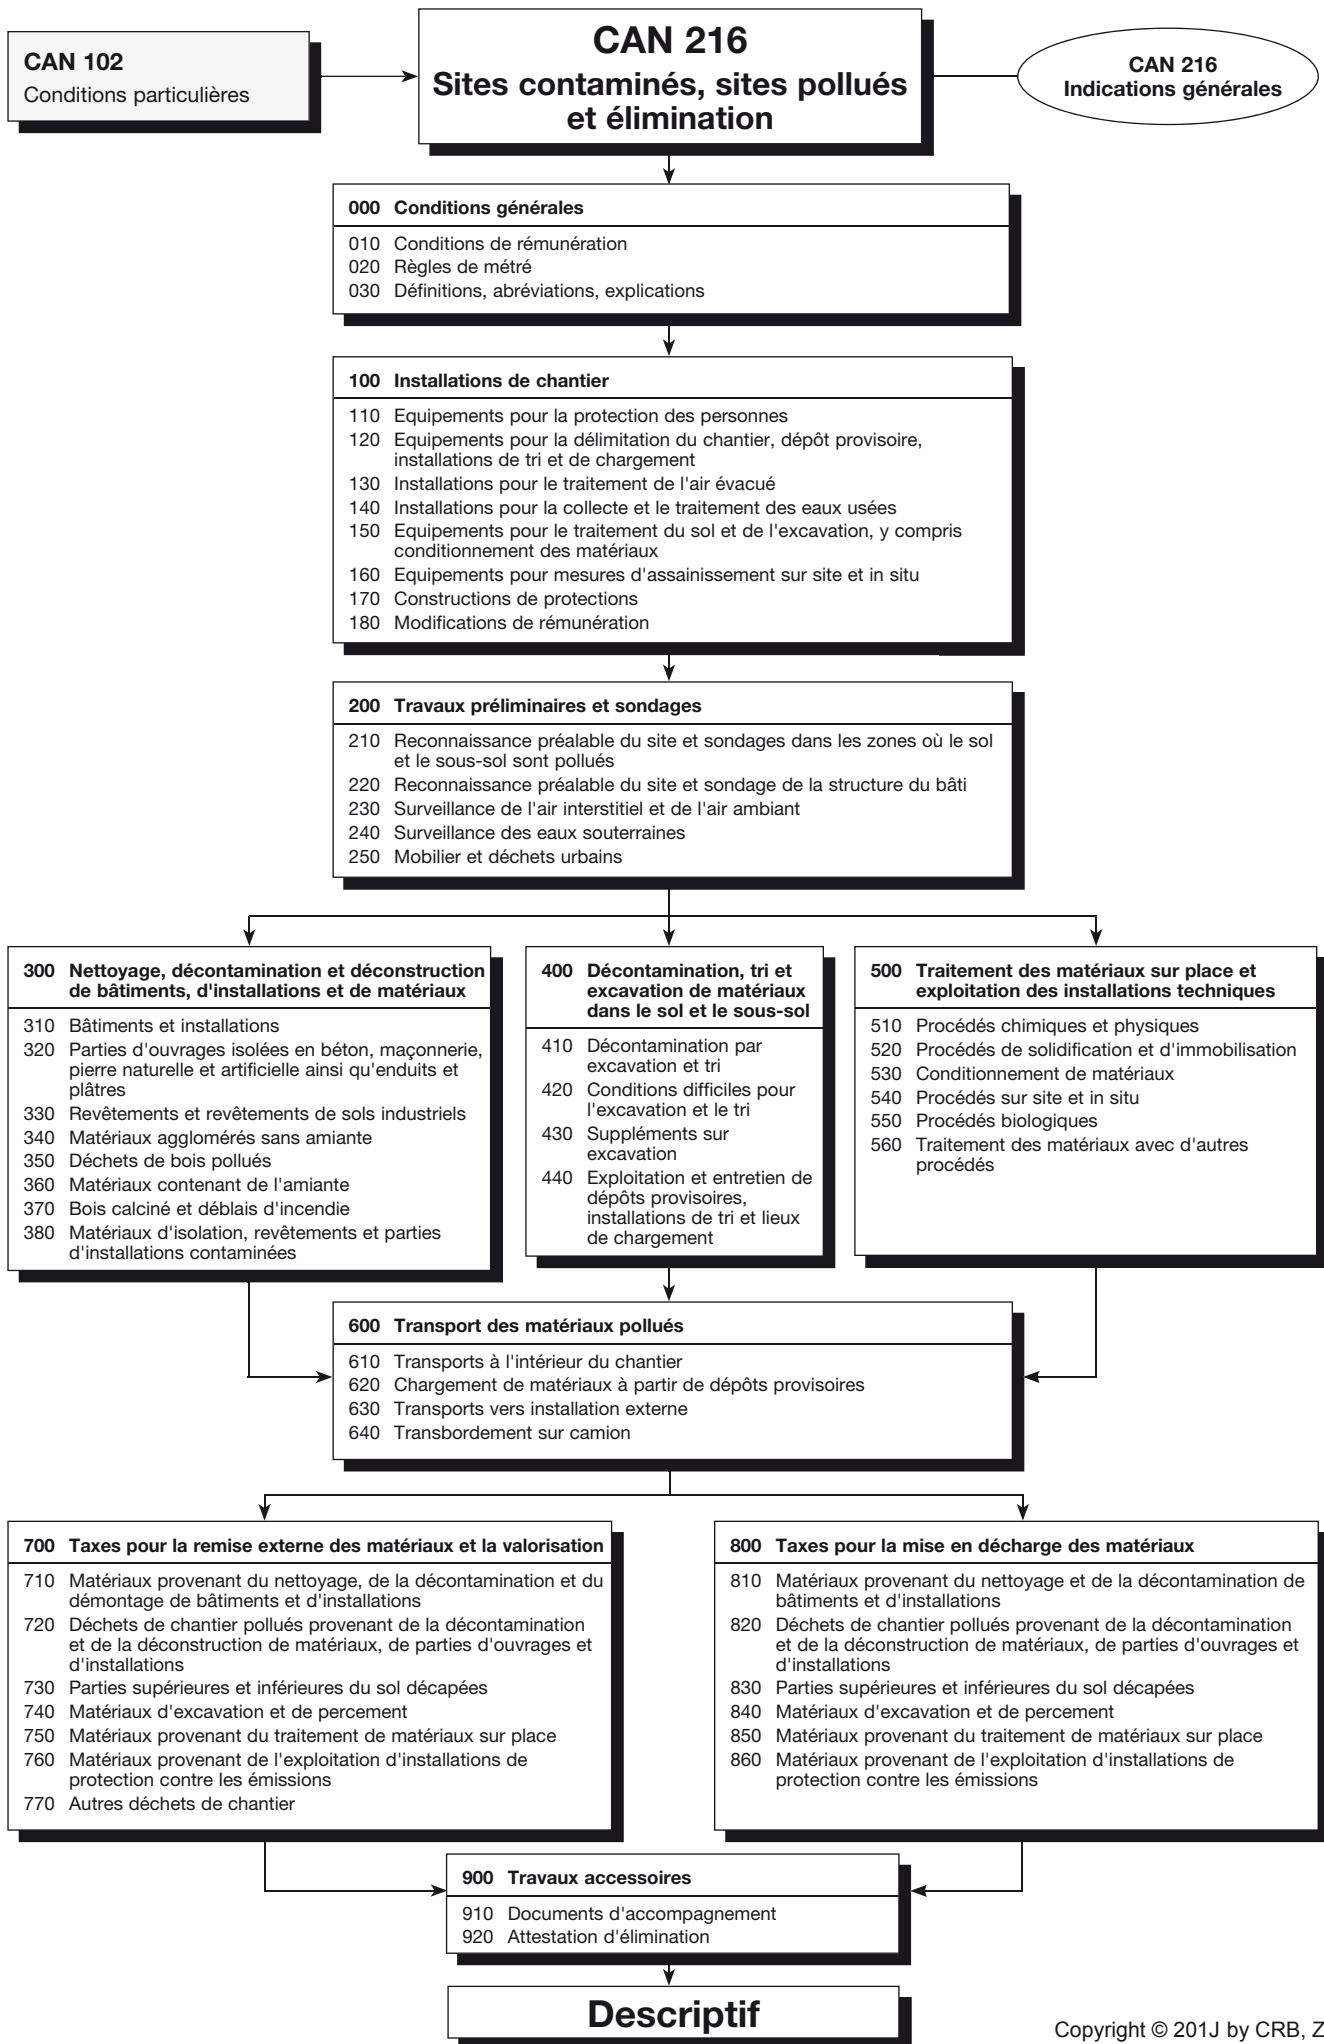 CAN 102
Conditions particulières
CAN 216
Sites contaminés, sites pollués
et élimination
CAN 216
Indications générales
000 Conditions générales
010 Conditions de rémunération
020 Règles de métré
030 Définitions, abréviations, explications
100 Installations de chantier
110 Equipements pour la protection des personnes
120 Equipements pour la délimitation du chantier, dépôt provisoire,
installations de tri et de chargement
130 Installations pour le traitement de l'air évacué
140 Installations pour la collecte et le traitement des eaux usées
150 Equipements pour le traitement du sol et de l'excavation, y compris
conditionnement des matériaux
160 Equipements pour mesures d'assainissement sur site et in situ
170 Constructions de protections
180 Modifications de rémunération
200 Travaux préliminaires et sondages
210 Reconnaissance préalable du site et sondages dans les zones où le sol
et le sous-sol sont pollués
220 Reconnaissance préalable du site et sondage de la structure du bâti
230 Surveillance de l'air interstitiel et de l'air ambiant
240 Surveillance des eaux souterraines
250 Mobilier et déchets urbains
300 Nettoyage, décontamination et déconstruction
de bâtiments, d'installations et de matériaux
310 Bâtiments et installations
320 Parties d'ouvrages isolées en béton, maçonnerie,
pierre naturelle et artificielle ainsi qu'enduits et
plâtres
330 Revêtements et revêtements de sols industriels
340 Matériaux agglomérés sans amiante
350 Déchets de bois pollués
360 Matériaux contenant de l'amiante
370 Bois calciné et déblais d'incendie
380 Matériaux d'isolation, revêtements et parties
d'installations contaminées
400 Décontamination, tri et
excavation de matériaux
dans le sol et le sous-sol
410 Décontamination par
excavation et tri
420 Conditions difficiles pour
l'excavation et le tri
430 Suppléments sur
excavation
440 Exploitation et entretien de
dépôts provisoires,
installations de tri et lieux
de chargement
500 Traitement des matériaux sur place et
exploitation des installations techniques
510 Procédés chimiques et physiques
520 Procédés de solidification et d'immobilisation
530 Conditionnement de matériaux
540 Procédés sur site et in situ
550 Procédés biologiques
560 Traitement des matériaux avec d'autres
procédés
600 Transport des matériaux pollués
610 Transports à l'intérieur du chantier
620 Chargement de matériaux à partir de dépôts provisoires
630 Transports vers installation externe
640 Transbordement sur camion
700 Taxes pour la remise externe des matériaux et la valorisation
710 Matériaux provenant du nettoyage, de la décontamination et du
démontage de bâtiments et d'installations
720 Déchets de chantier pollués provenant de la décontamination
et de la déconstruction de matériaux, de parties d'ouvrages et
d'installations
730 Parties supérieures et inférieures du sol décapées
740 Matériaux d'excavation et de percement
750 Matériaux provenant du traitement de matériaux sur place
760 Matériaux provenant de l'exploitation d'installations de
protection contre les émissions
770 Autres déchets de chantier
800 Taxes pour la mise en décharge des matériaux
810 Matériaux provenant du nettoyage et de la décontamination de
bâtiments et d'installations
820 Déchets de chantier pollués provenant de la décontamination
et de la déconstruction de matériaux, de parties d'ouvrages et
d'installations
830 Parties supérieures et inférieures du sol décapées
840 Matériaux d'excavation et de percement
850 Matériaux provenant du traitement de matériaux sur place
860 Matériaux provenant de l'exploitation d'installations de
protection contre les émissions
900 Travaux accessoires
910 Documents d'accompagnement
920 Attestation d'élimination
Descriptif
Copyright © 201J by CRB, Z